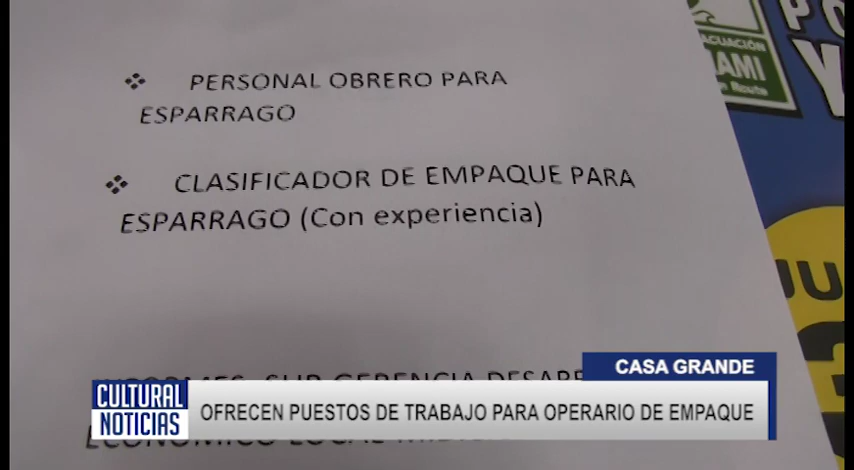 ❖ PERSONAL OBRERO PARA
ESPARRAGO
❖ CLASIFICADOR DE EMPAQUE PARA
ESPARRAGO (Con experiencia)
CASA GRANDE
CULTURAL
NOTICIAS
OFRECEN PUESTOS DE TRABAJO PARA OPERARIO DE EMPAQUE